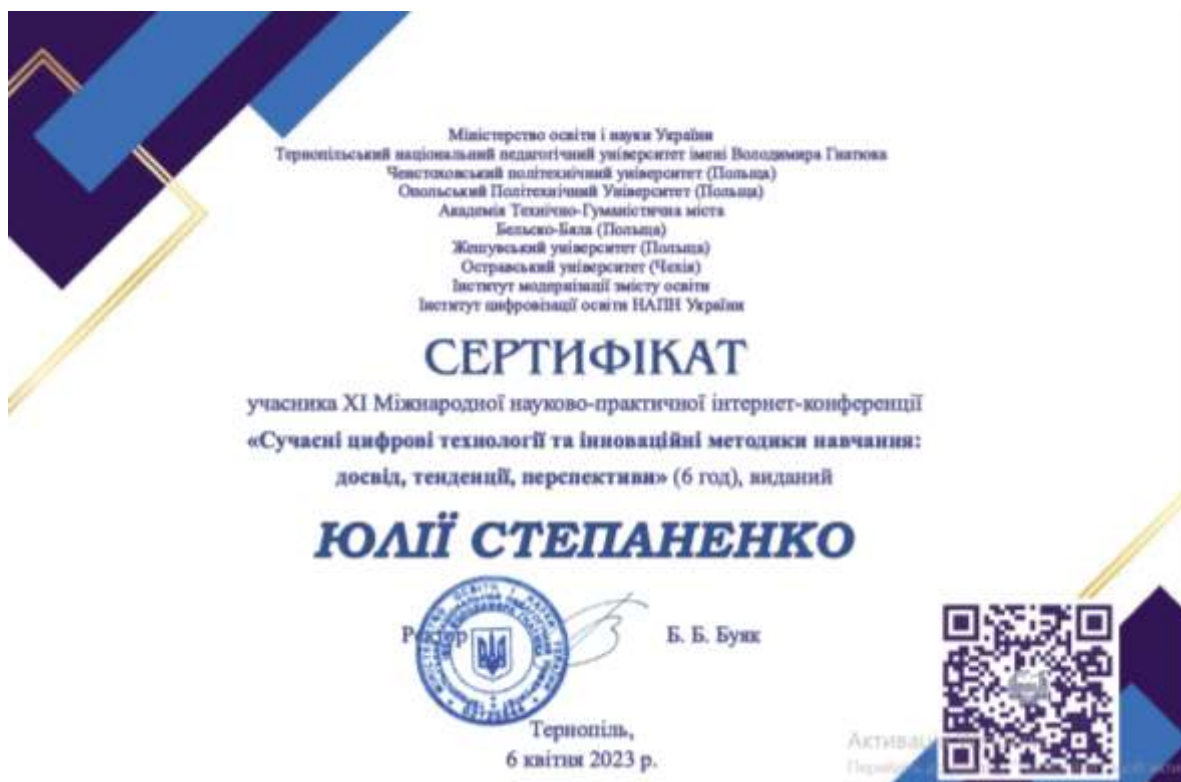 Міністерство освіти і науки України
Тернопільський національний педагогічний університет імені Володимира Гнатюка
Ченстоховський політехнічний університет (Польща)
Опольський Політехнічний Університет (Польща)
Академія Технічно-Гуманістична міста
Бельско-Бяла (Польща)
Жешувський університет (Польща)
Остравський університет (Чехія)
Інститут модернізації змісту освіти
Інститут цифровізації освіти НАПН України
СЕРТИФІКАТ
учасника XI Міжнародної науково-практичної інтернет-конференції
«Сучасні цифрові технології та інноваційні методики навчання:
досвід, тенденції, перспективи» (6 год), виданий
ЮЛІЇ СТЕПАНЕНКО
Ректор Б. Б. Буяк
Тернопіль,
6 квітня 2023 р.